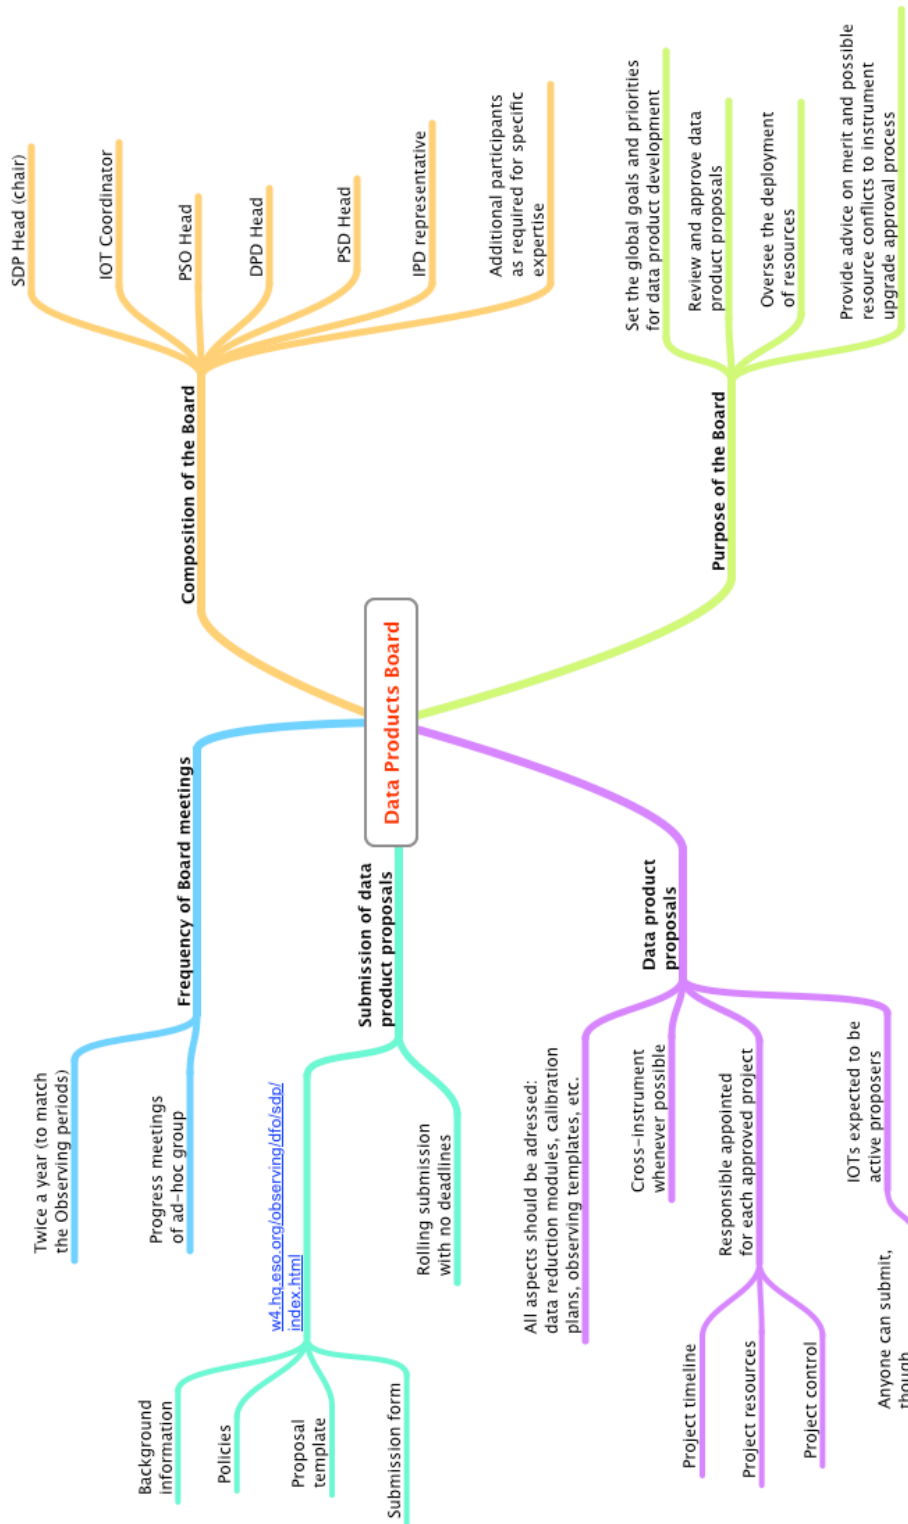 Data Products Board
Composition of the Board
SDP Head (chair)
IOT Coordinator
PSO Head
DPD Head
PSD Head
IPD representative
Additional participants
as required for specific
expertise
Purpose of the Board
Set the global goals and priorities
for data product development
Review and approve data
product proposals
Oversee the deployment
of resources
Provide advice on merit and possible
resource conflicts to instrument
upgrade approval process
Frequency of Board meetings
Twice a year (to match
the Observing periods)
Progress meetings
of ad-hoc group
Submission of data
product proposals
w4.hq.eso.org/observing/dfo/sdp/
index.html
Background
information
Policies
Proposal
template
Submission form
Rolling submission
with no deadlines
Data product
proposals
All aspects should be adressed:
data reduction modules, calibration
plans, observing templates, etc.
Cross-instrument
whenever possible
Responsible appointed
for each approved project
Project timeline
Project resources
Project control
IOTs expected to be
active proposers
Anyone can submit,
though